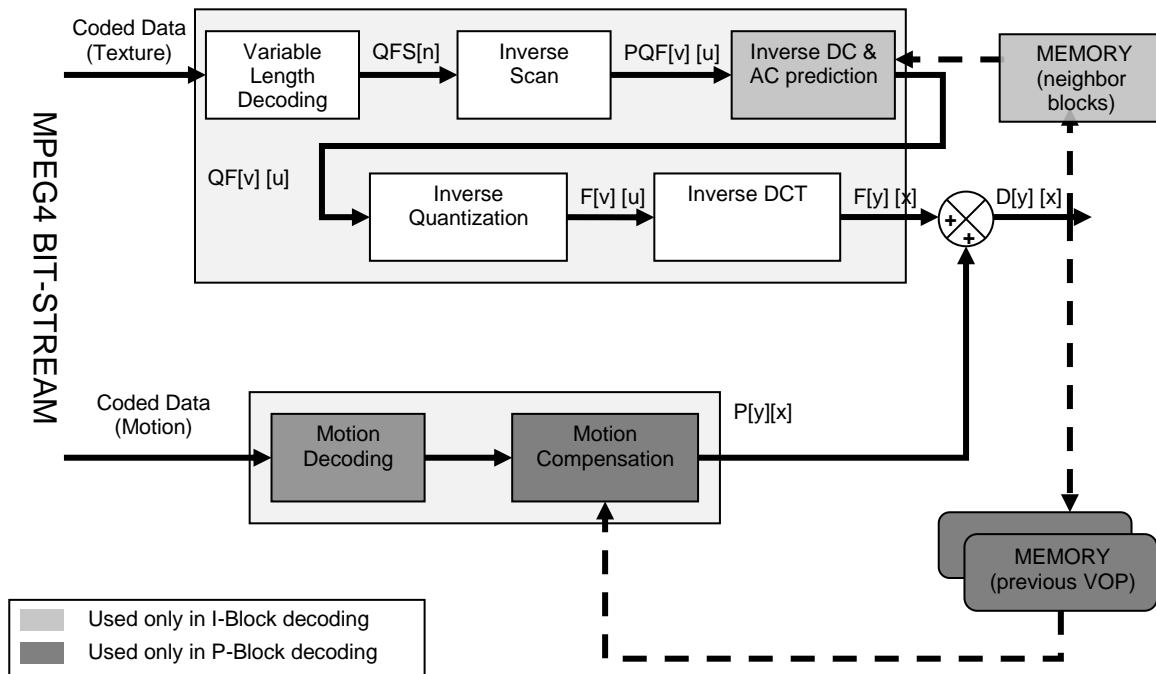 Coded Data
(Texture)
Variable
Length
Decoding
QFS[n]
Inverse
Scan
PQF[v] [u]
Inverse DC &
AC prediction
MEMORY
(neighbor
blocks)
MPEG4 BIT-STREAM
QF[v] [u]
Inverse
Quantization
F[v] [u]
Inverse DCT
F[y] [x]
+
+
D[y] [x]
Coded Data
(Motion)
Motion
Decoding
Motion
Compensation
P[y][x]
MEMORY
(previous VOP)
Used only in I-Block decoding
Used only in P-Block decoding